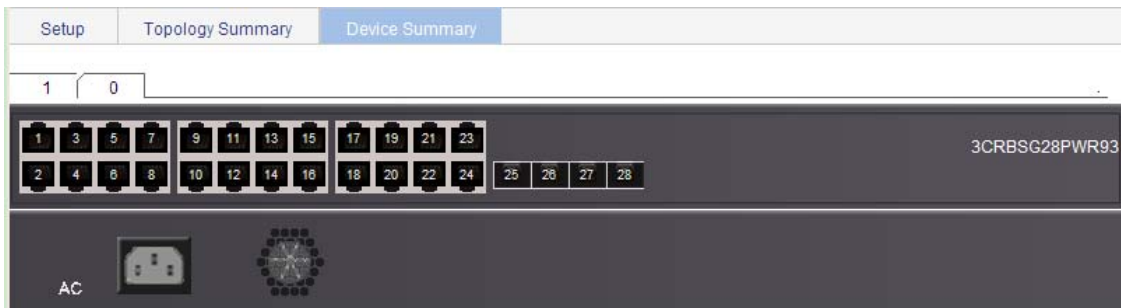 Setup Topology Summary Device Summary
1 0
1 3 5 7 9 11 13 15 17 19 21 23
3CRBSG28PWR93
2 4 6 8 10 12 14 16 18 20 22 24 25 26 27 28
AC